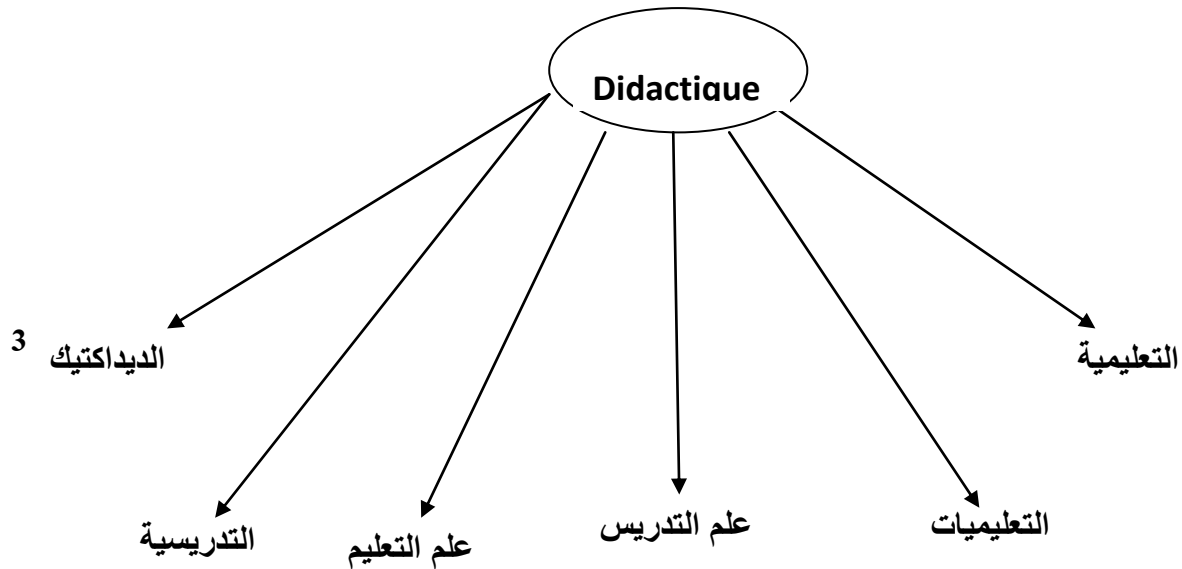 Didactique
التعليمية
الديداكتيك 3
التعليميات
علم التدريس
علم التعليم
التدريسية